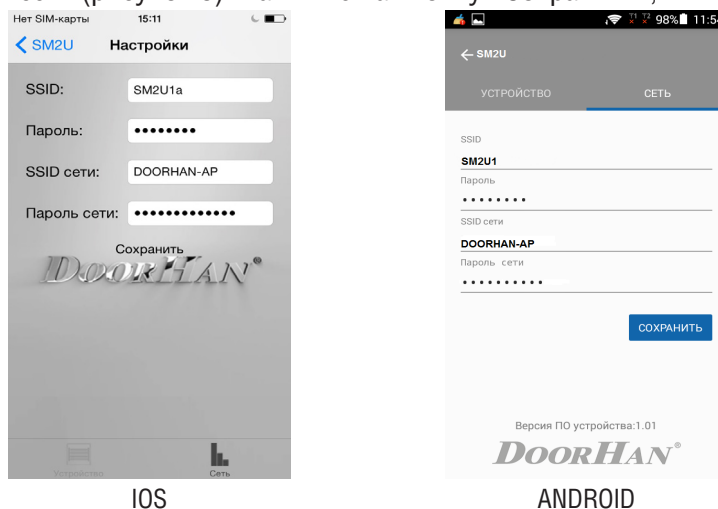 Нет SIM-карты 15:11
SM2U Настройки
SSID: SM2U1a
Пароль: ••••••••
SSID сети: DOORHAN-AP
Пароль сети: •••••••••••••
Сохранить
DOORHAN®
Устройство Сеть
IOS
98% 11:54
← SM2U
УСТРОЙСТВО СЕТЬ
SSID
SM2U1
Пароль
••••••••
SSID сети
DOORHAN-AP
Пароль сети
••••••••••
СОХРАНИТЬ
Версия ПО устройства:1.01
DOORHAN®
ANDROID